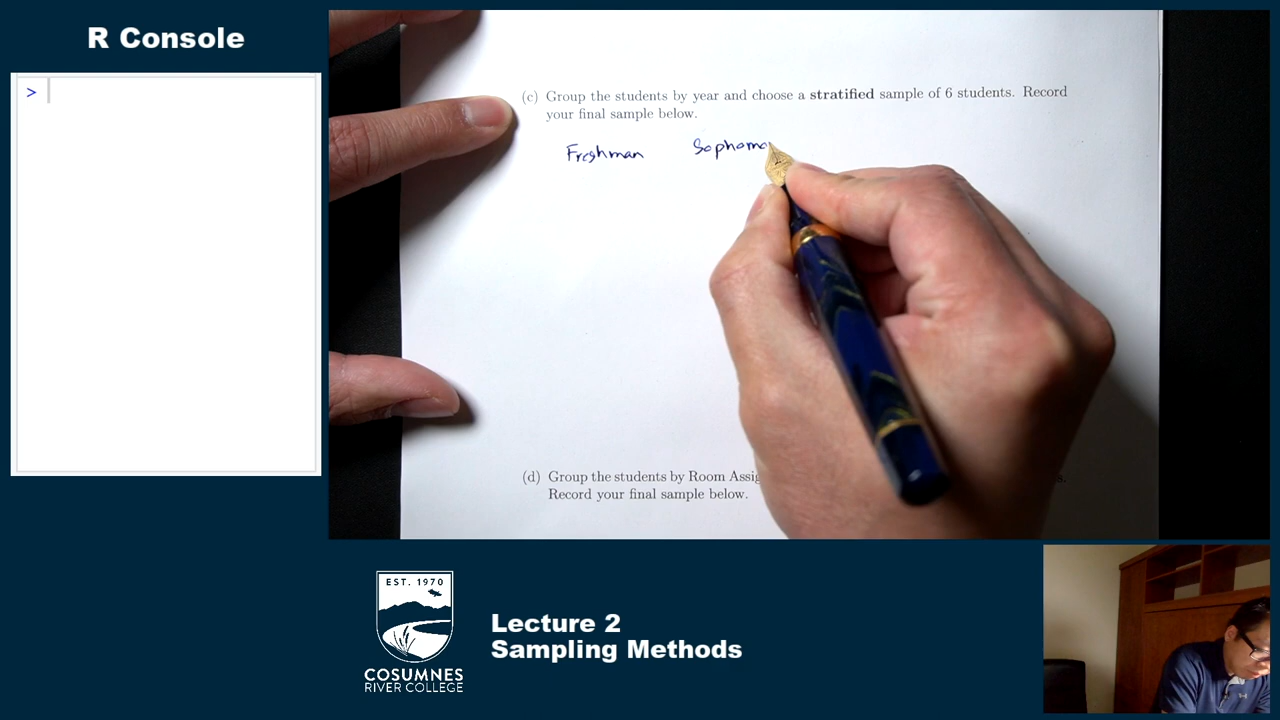 R Console
>
(c) Group the students by year and choose a stratified sample of 6 students. Record
your final sample below.
Freshman Sophomo
(d) Group the students by Room Assig s.
Record your final sample below.
EST. 1970
COSUMNES
RIVER COLLEGE
Lecture 2
Sampling Methods